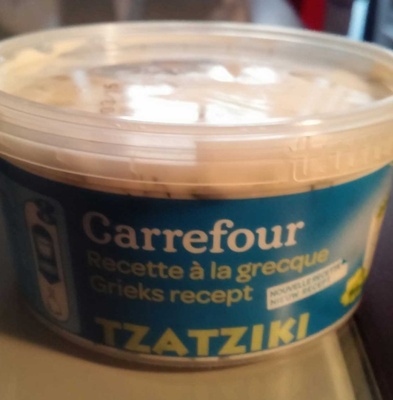 Carrefour
Recette à la grecque
Grieks recept
NOUVELLE RECETTE
NIEUW RECEPT
TZATZIKI